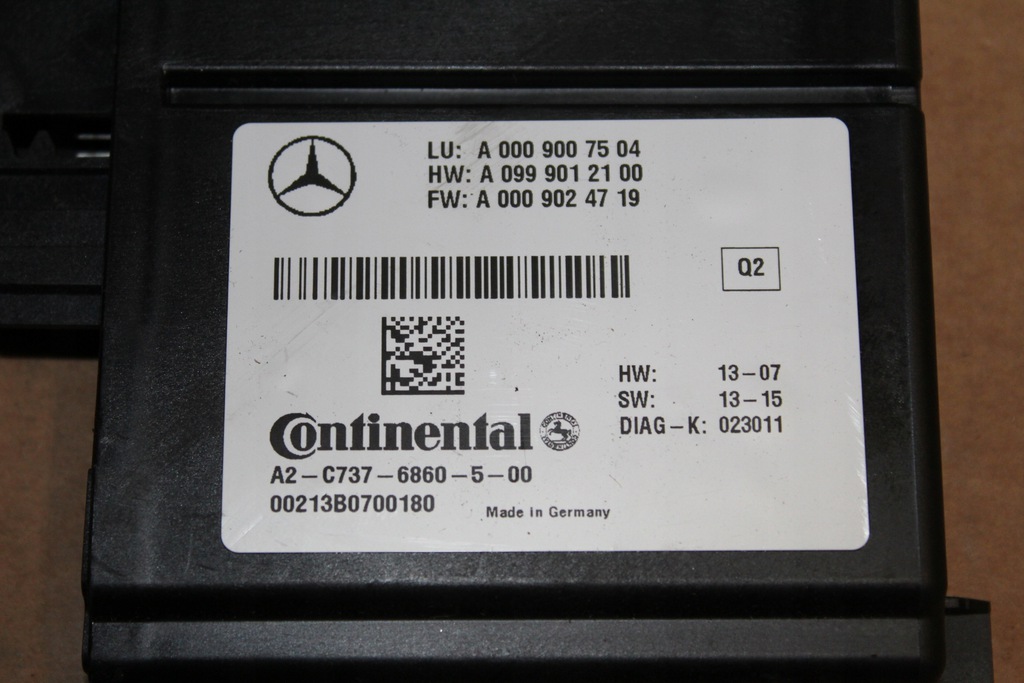 LU: A 000 900 75 04
HW: A 099 901 21 00
FW: A 000 902 47 19
Q2
HW: 13-07
SW: 13-15
DIAG-K: 023011
Continental
A2-C737-6860-5-00
00213B0700180
Made in Germany